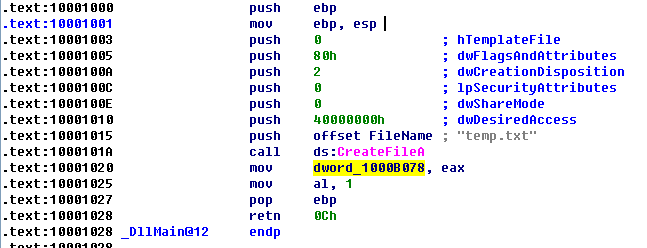 .text:10001000 push ebp
.text:10001001 mov ebp, esp
.text:10001003 push 0 ; hTemplateFile
.text:10001005 push 80h ; dwFlagsAndAttributes
.text:1000100A push 2 ; dwCreationDisposition
.text:1000100C push 0 ; lpSecurityAttributes
.text:1000100E push 0 ; dwShareMode
.text:10001010 push 40000000h ; dwDesiredAccess
.text:10001015 push offset FileName ; "temp.txt"
.text:1000101A call ds:CreateFileA
.text:10001020 mov dword_1000B078, eax
.text:10001025 mov al, 1
.text:10001027 pop ebp
.text:10001028 retn 0Ch
.text:10001028 _DllMain@12 endp
.text:10001028